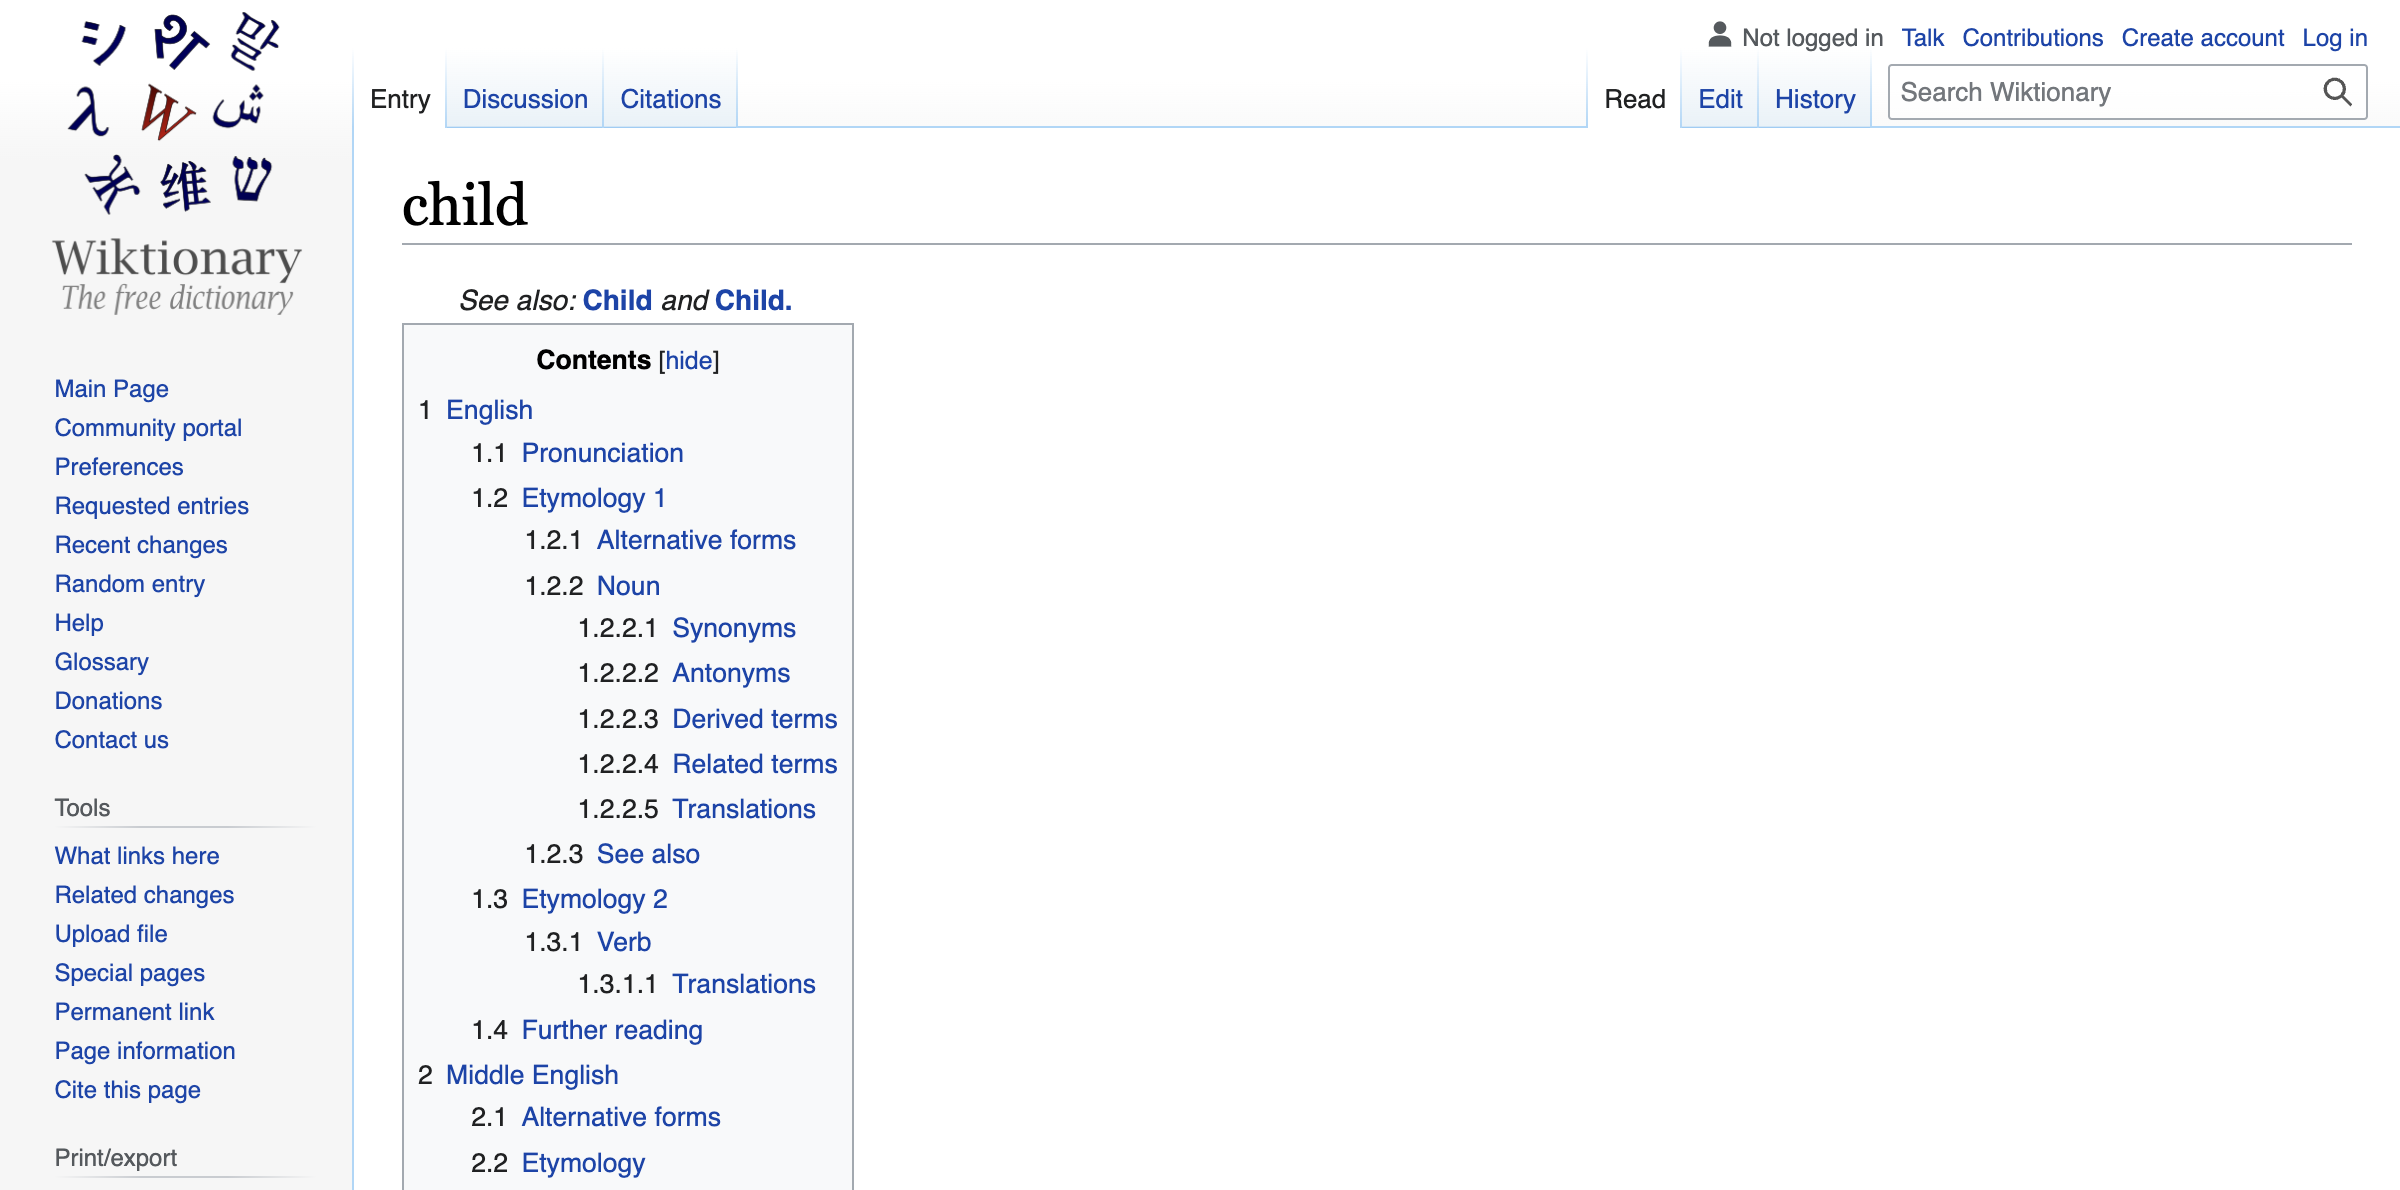 シ பு 말
λ W ش
维 ש
Wiktionary
The free dictionary
Main Page
Community portal
Preferences
Requested entries
Recent changes
Random entry
Help
Glossary
Donations
Contact us
Tools
What links here
Related changes
Upload file
Special pages
Permanent link
Page information
Cite this page
Print/export
Not logged in Talk Contributions Create account Log in
Entry Discussion Citations Read Edit History Search Wiktionary
child
See also: Child and Child.
Contents [hide]
1 English
1.1 Pronunciation
1.2 Etymology 1
1.2.1 Alternative forms
1.2.2 Noun
1.2.2.1 Synonyms
1.2.2.2 Antonyms
1.2.2.3 Derived terms
1.2.2.4 Related terms
1.2.2.5 Translations
1.2.3 See also
1.3 Etymology 2
1.3.1 Verb
1.3.1.1 Translations
1.4 Further reading
2 Middle English
2.1 Alternative forms
2.2 Etymology